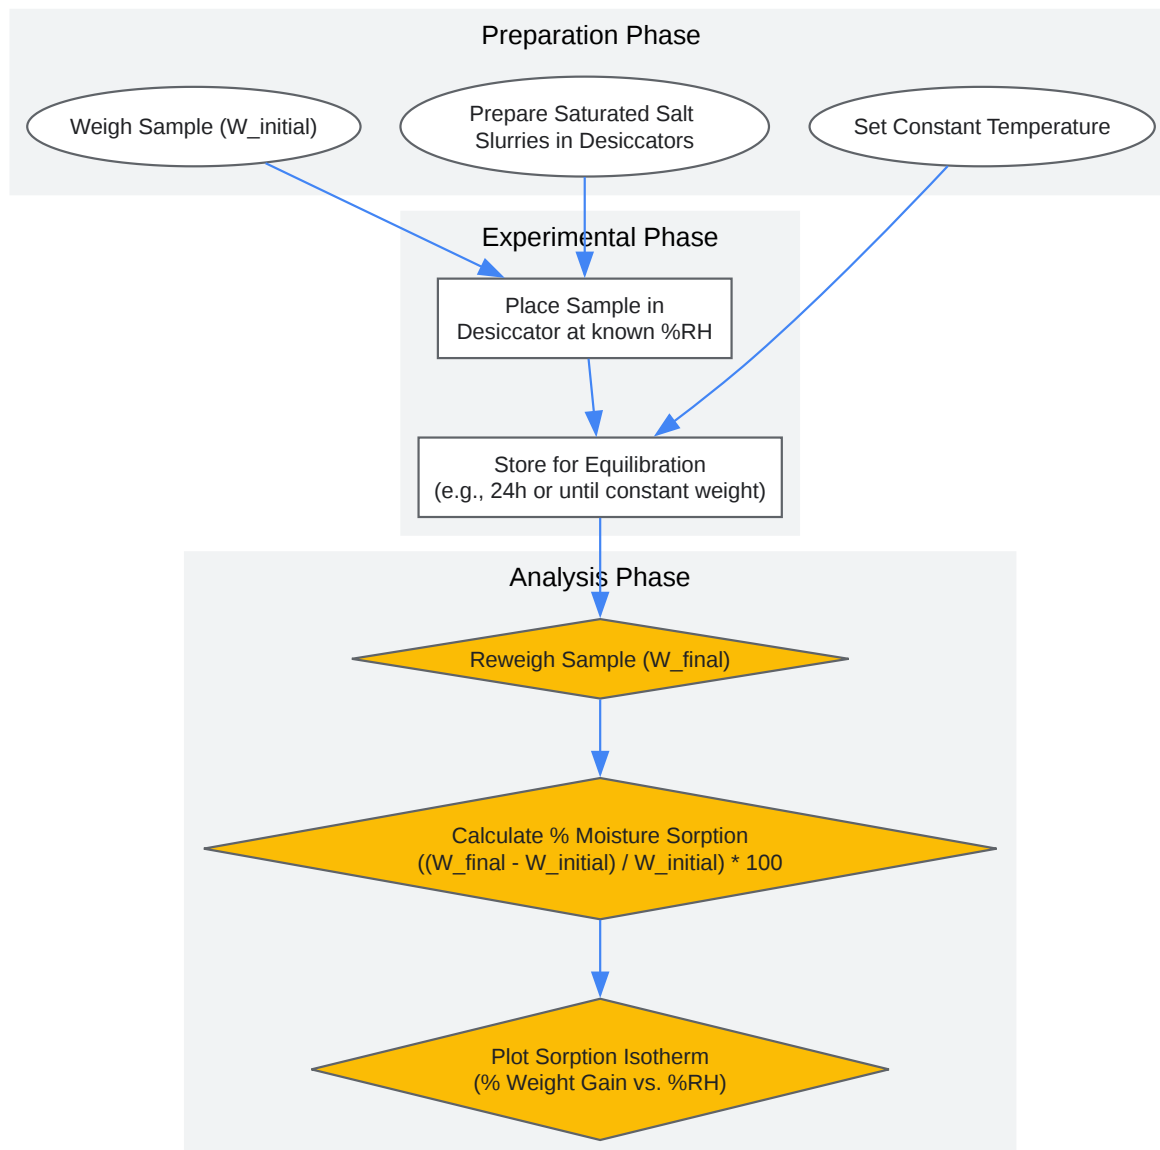 Preparation Phase
Weigh Sample (W_initial)
Prepare Saturated Salt
Slurries in Desiccators
Set Constant Temperature
Experimental Phase
Place Sample in
Desiccator at known %RH
Store for Equilibration
(e.g., 24h or until constant weight)
Analysis Phase
Reweigh Sample (W_final)
Calculate % Moisture Sorption
((W_final - W_initial) / W_initial) * 100
Plot Sorption Isotherm
(% Weight Gain vs. %RH)